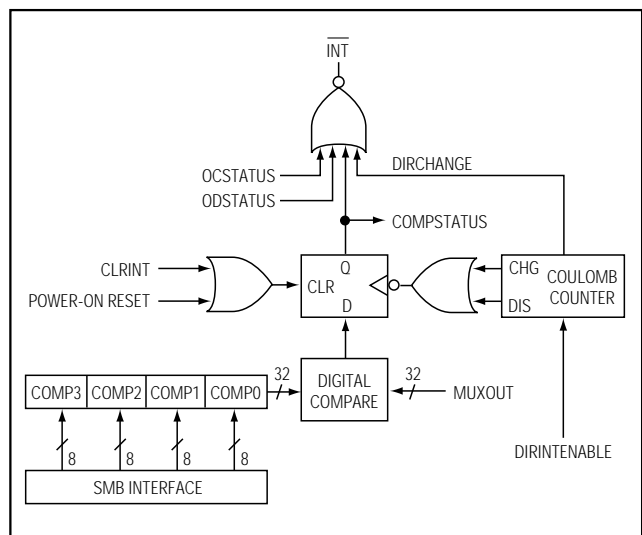 INT
OCSTATUS
DIRCHANGE
ODSTATUS
COMPSTATUS
CLRINT
POWER-ON RESET
Q
CLR
D
CHG
DIS
COULOMB
COUNTER
COMP3 COMP2 COMP1 COMP0
32
DIGITAL
COMPARE
32
MUXOUT
DIRINTENABLE
8 8 8 8
SMB INTERFACE